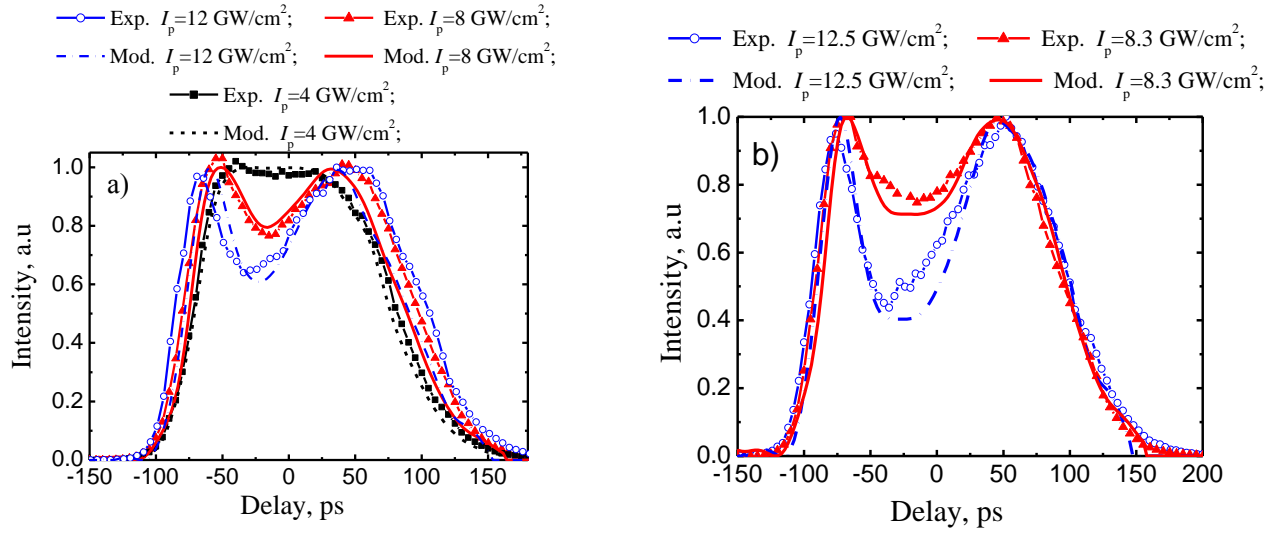 Exp. I_p=12 GW/cm²; Exp. I_p=8 GW/cm²;
Mod. I_p=12 GW/cm²; Mod. I_p=8 GW/cm²;
Exp. I_p=4 GW/cm²;
Mod. I_p=4 GW/cm²;
a)
Intensity, a.u
1.0
0.8
0.6
0.4
0.2
0.0
-150 -100 -50 0 50 100 150
Delay, ps
Exp. I_p=12.5 GW/cm²; Exp. I_p=8.3 GW/cm²;
Mod. I_p=12.5 GW/cm²; Mod. I_p=8.3 GW/cm²;
b)
Intensity, a.u
1.0
0.8
0.6
0.4
0.2
0.0
-150 -100 -50 0 50 100 150 200
Delay, ps